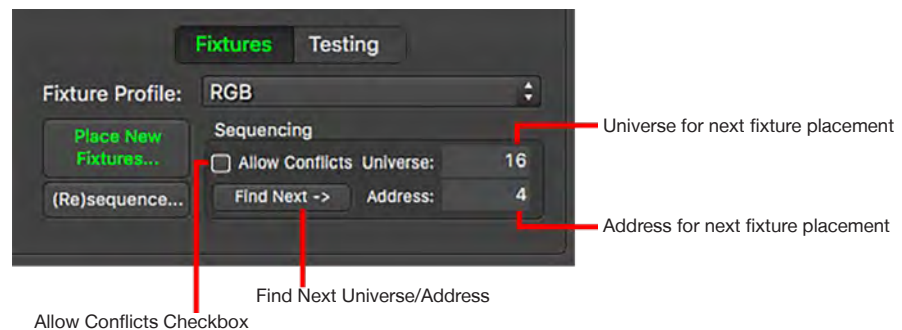 Fixtures Testing
Fixture Profile: RGB
Place New
Fixtures...
Sequencing
Allow Conflicts Universe: 16
(Re)sequence... Find Next -> Address: 4
Universe for next fixture placement
Address for next fixture placement
Find Next Universe/Address
Allow Conflicts Checkbox